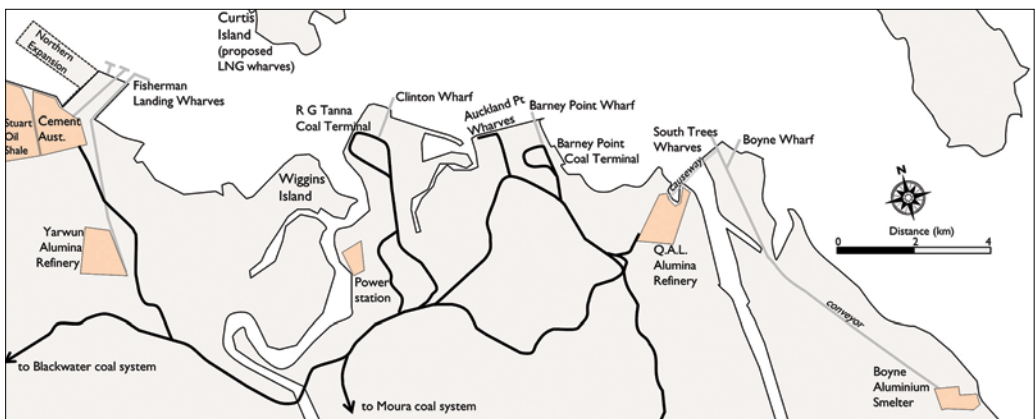 Northern
Expansion
Curtis
Island
(proposed
LNG wharves)
Fisherman
Landing Wharves
Stuart
Oil
Shale
Cement
Aust.
R G Tanna
Coal Terminal
Clinton Wharf
Auckland Pt
Wharves
Barney Point Wharf
Barney Point
Coal Terminal
South Trees
Wharves
Boyne Wharf
causeway
Wiggins
Island
N
Distance (km)
0 2 4
Yarwun
Alumina
Refinery
Power
station
Q.A.L.
Alumina
Refinery
conveyor
to Blackwater coal system
to Moura coal system
Boyne
Aluminium
Smelter